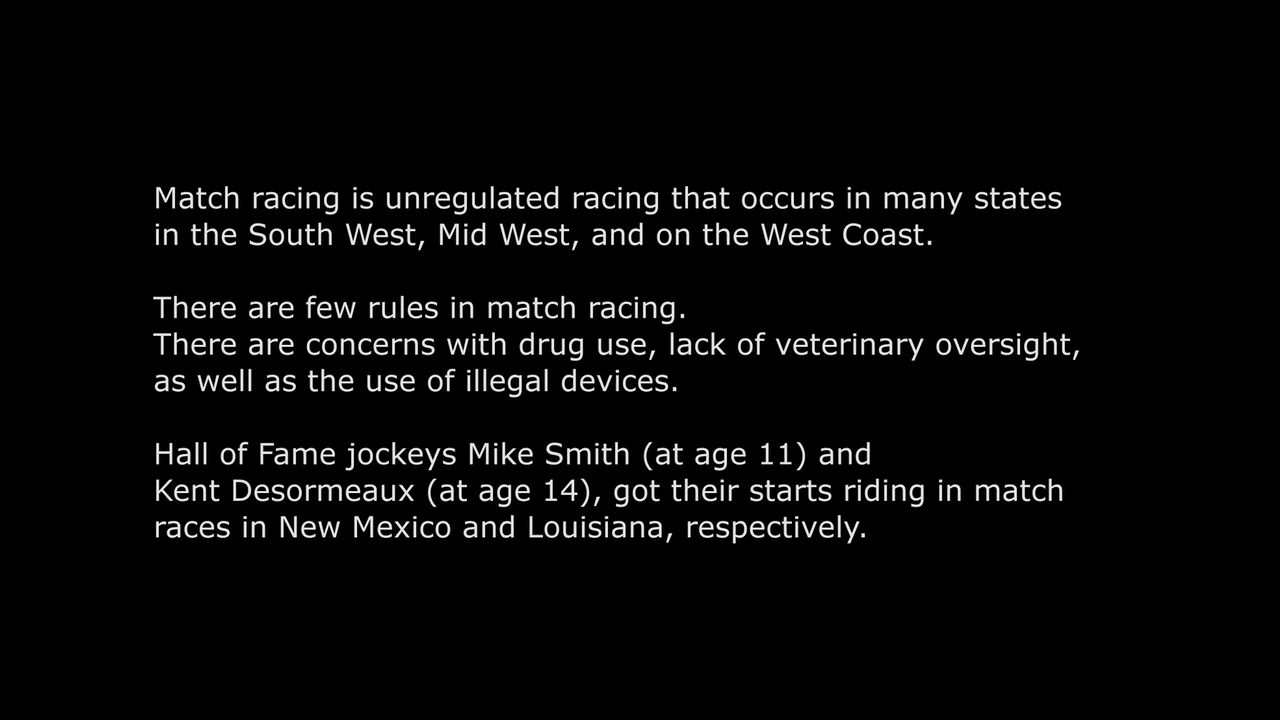 Match racing is unregulated racing that occurs in many states
in the South West, Mid West, and on the West Coast.
There are few rules in match racing.
There are concerns with drug use, lack of veterinary oversight,
as well as the use of illegal devices.
Hall of Fame jockeys Mike Smith (at age 11) and
Kent Desormeaux (at age 14), got their starts riding in match
races in New Mexico and Louisiana, respectively.